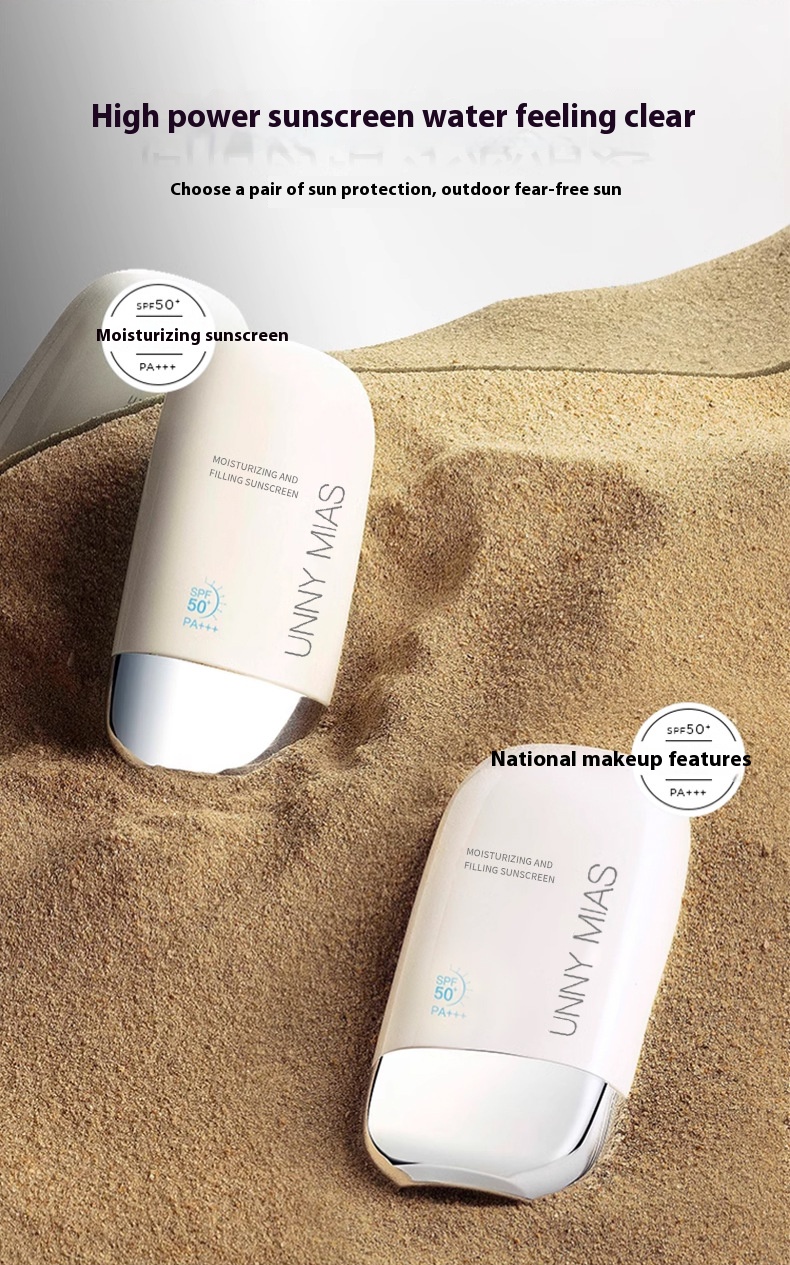 High power sunscreen water feeling clear
Choose a pair of sun protection, outdoor fear-free sun
SPF50+
Moisturizing sunscreen
PA+++
MOISTURIZING AND
FILLING SUNSCREEN
UNNY MIAS
SPF
50+
PA+++
SPF50+
National makeup features
PA+++
MOISTURIZING AND
FILLING SUNSCREEN
UNNY MIAS
SPF
50+
PA+++